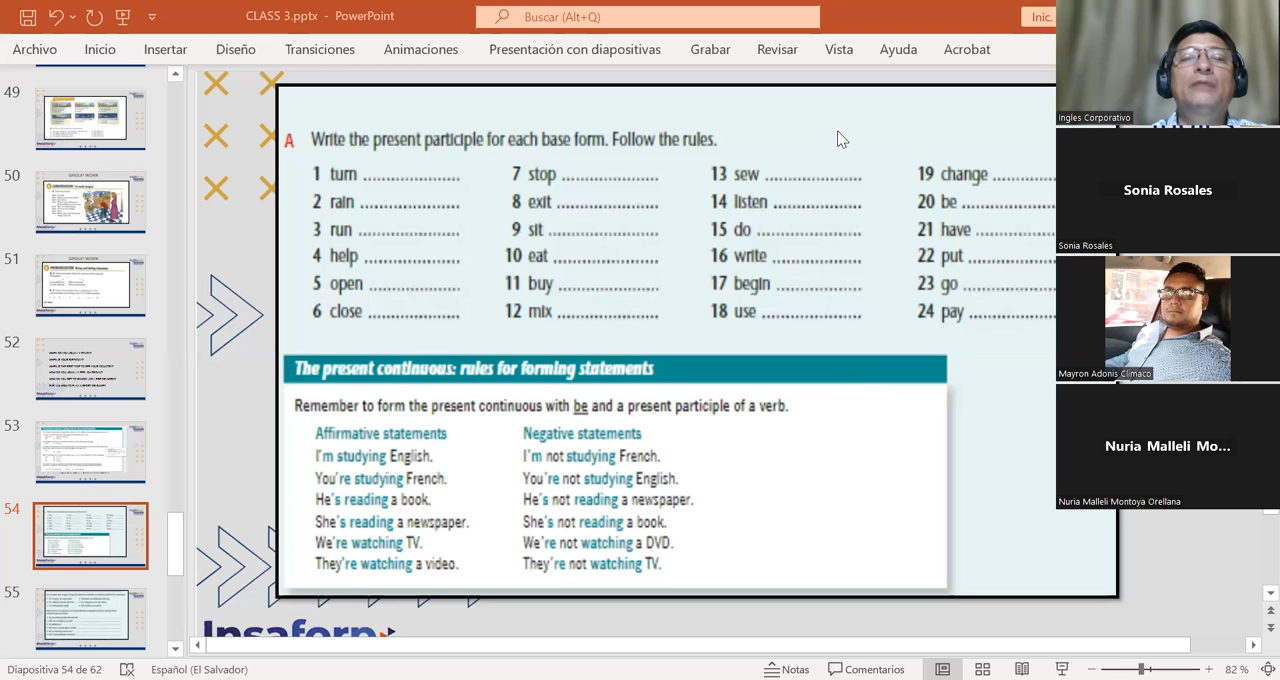 CLASS 3.pptx - PowerPoint
Buscar (Alt+Q)
Inic.
Archivo Inicio Insertar Diseño Transiciones Animaciones Presentación con diapositivas Grabar Revisar Vista Ayuda Acrobat
49
50
GROUP WORK
51
GROUP WORK
52
53
54
55
A Write the present participle for each base form. Follow the rules.
1 turn .................... 7 stop .................... 13 sew .................... 19 change .............
2 rain .................... 8 exit .................... 14 listen .................... 20 be .............
3 run .................... 9 sit .................... 15 do .................... 21 have .............
4 help .................... 10 eat .................... 16 write .................... 22 put .............
5 open .................... 11 buy .................... 17 begin .................... 23 go .............
6 close .................... 12 mix .................... 18 use .................... 24 pay .............
The present continuous: rules for forming statements
Remember to form the present continuous with be and a present participle of a verb.
Affirmative statements Negative statements
I'm studying English. I'm not studying French.
You're studying French. You're not studying English.
He's reading a book. He's not reading a newspaper.
She's reading a newspaper. She's not reading a book.
We're watching TV. We're not watching a DVD.
They're watching a video. They're not watching TV.
Insaforp
Ingles Corporativo
Sonia Rosales
Sonia Rosales
Mayron Adonis Climaco
Nuria Malleli Mo...
Nuria Malleli Montoya Orellana
Diapositiva 54 de 62 Español (El Salvador) Notas Comentarios 82 %